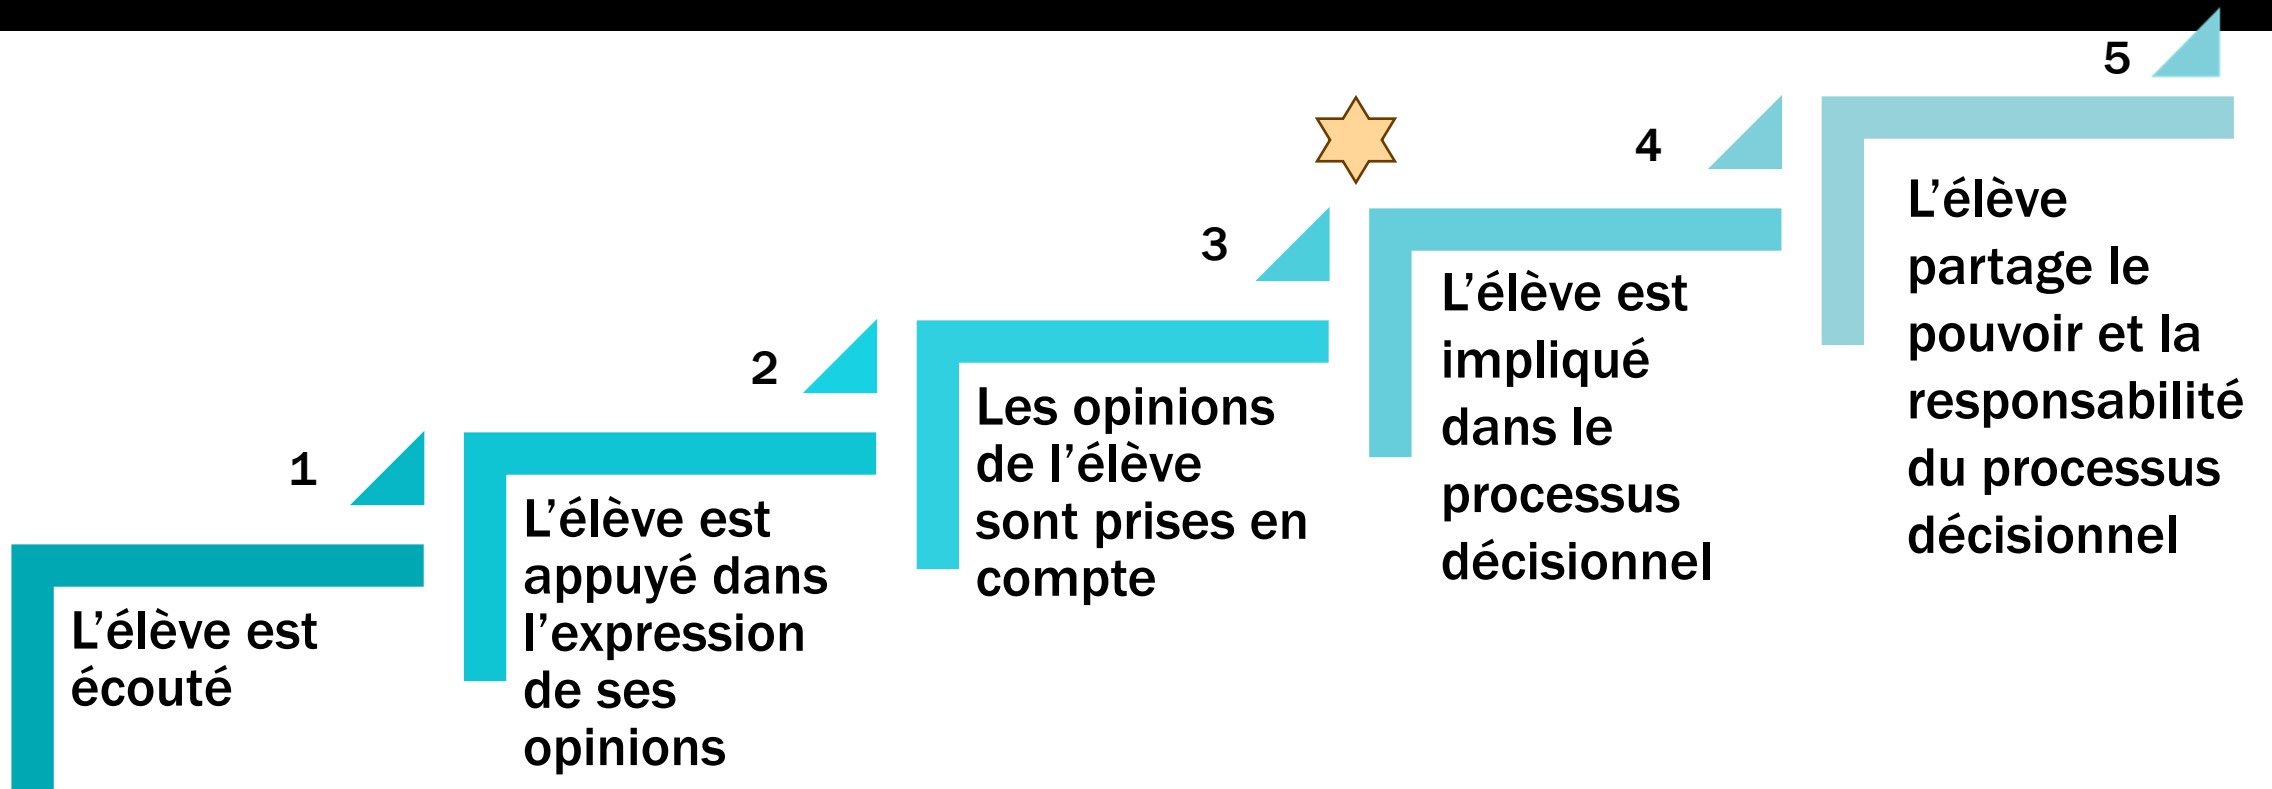 1
L’élève est
écouté
2
L’élève est
appuyé dans
l’expression
de ses
opinions
3
Les opinions
de l’élève
sont prises en
compte
4
L’élève est
impliqué
dans le
processus
décisionnel
5
L’élève
partage le
pouvoir et la
responsabilité
du processus
décisionnel